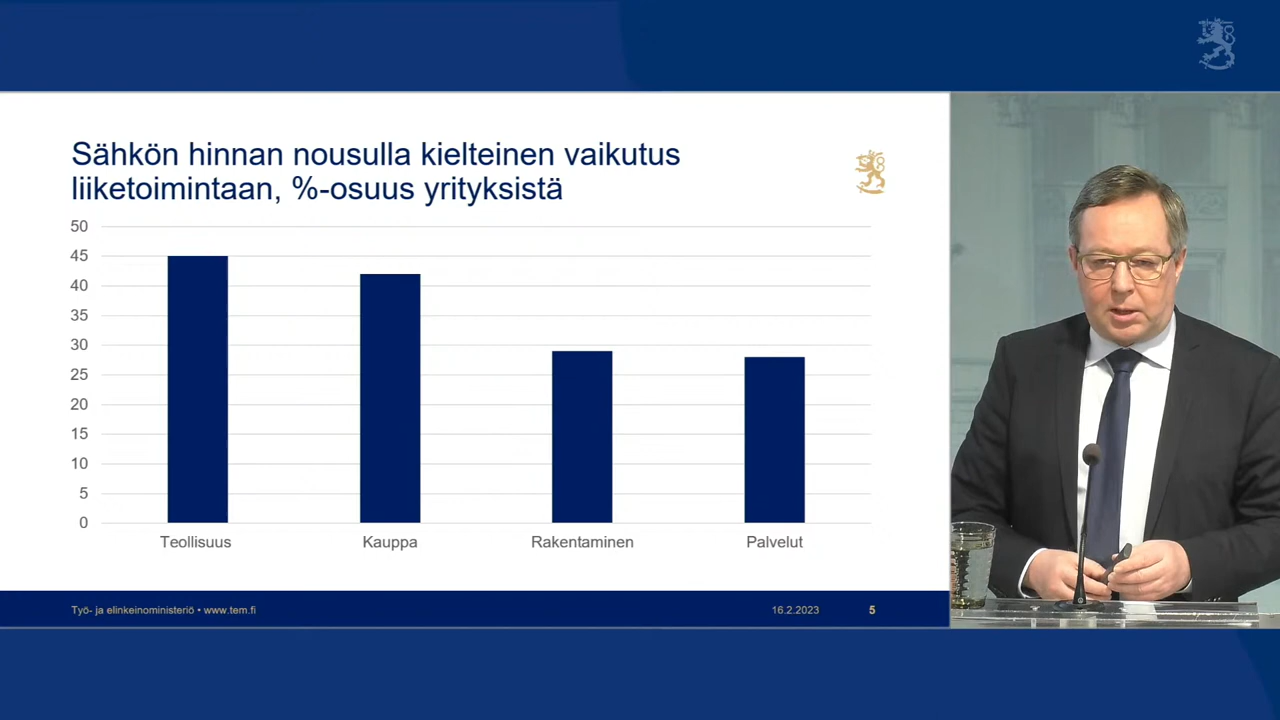 Sähkön hinnan nousulla kielteinen vaikutus
liiketoimintaan, %-osuus yrityksistä
50
45
40
35
30
25
20
15
10
5
0
Teollisuus Kauppa Rakentaminen Palvelut
Työ- ja elinkeinoministeriö • www.tem.fi 16.2.2023 5